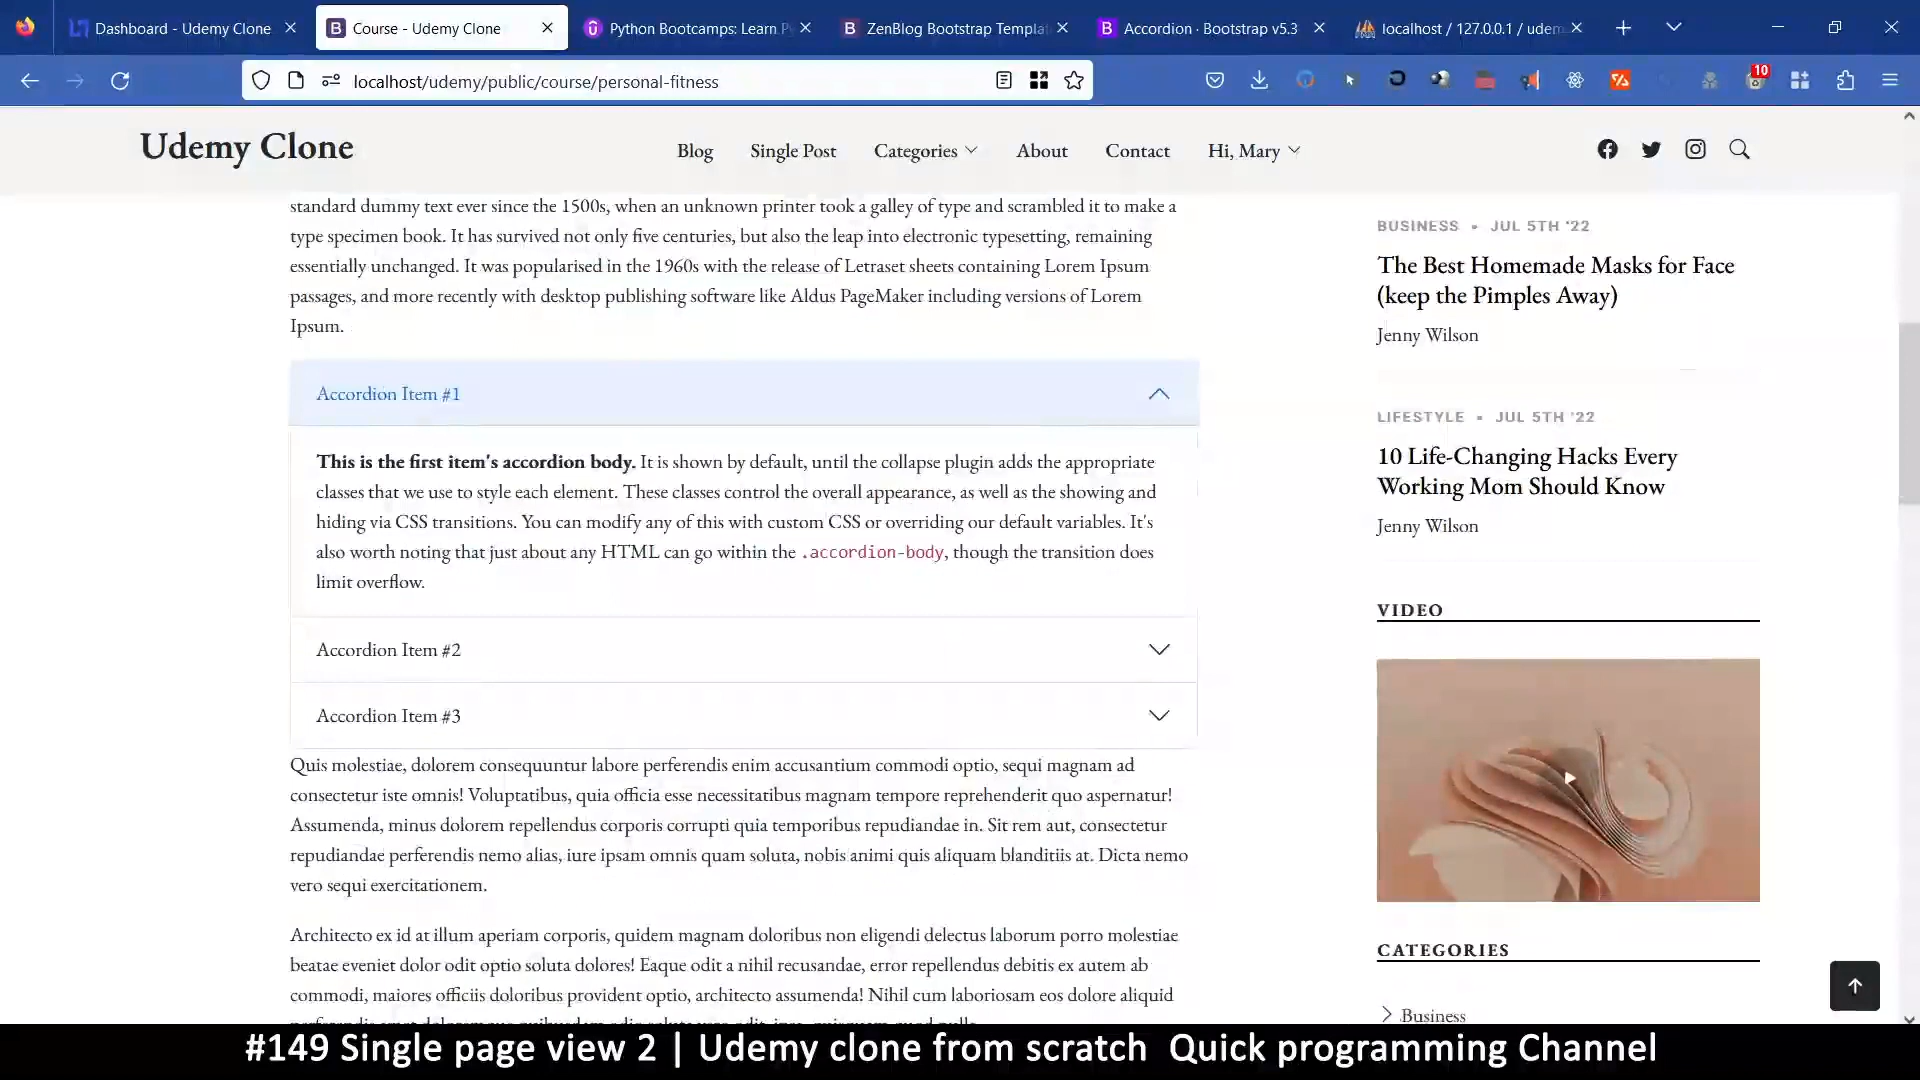 Dashboard - Udemy Clone
Course - Udemy Clone
Python Bootcamps: Learn Py
ZenBlog Bootstrap Templat
Accordion · Bootstrap v5.3
localhost / 127.0.0.1 / udem
localhost/udemy/public/course/personal-fitness
10
Udemy Clone
Blog
Single Post
Categories
About
Contact
Hi, Mary
standard dummy text ever since the 1500s, when an unknown printer took a galley of type and scrambled it to make a
type specimen book. It has survived not only five centuries, but also the leap into electronic typesetting, remaining
essentially unchanged. It was popularised in the 1960s with the release of Letraset sheets containing Lorem Ipsum
passages, and more recently with desktop publishing software like Aldus PageMaker including versions of Lorem
Ipsum.
Accordion Item #1
This is the first item's accordion body. It is shown by default, until the collapse plugin adds the appropriate
classes that we use to style each element. These classes control the overall appearance, as well as the showing and
hiding via CSS transitions. You can modify any of this with custom CSS or overriding our default variables. It's
also worth noting that just about any HTML can go within the .accordion-body, though the transition does
limit overflow.
Accordion Item #2
Accordion Item #3
Quis molestiae, dolorem consequuntur labore perferendis enim accusantium commodi optio, sequi magnam ad
consectetur iste omnis! Voluptatibus, quia officia esse necessitatibus magnam tempore reprehenderit quo aspernatur!
Assumenda, minus dolorem repellendus corporis corrupti quia temporibus repudiandae in. Sit rem aut, consectetur
repudiandae perferendis nemo alias, iure ipsam omnis quam soluta, nobis animi quis aliquam blanditiis at. Dicta nemo
vero sequi exercitationem.
Architecto ex id at illum aperiam corporis, quidem magnam doloribus non eligendi delectus laborum porro molestiae
beatae eveniet dolor odit optio soluta dolores! Eaque odit a nihil recusandae, error repellendus debitis ex autem ab
commodi, maiores officiis doloribus provident optio, architecto assumenda! Nihil cum laboriosam eos dolore aliquid
BUSINESS • JUL 5TH '22
The Best Homemade Masks for Face
(keep the Pimples Away)
Jenny Wilson
LIFESTYLE • JUL 5TH '22
10 Life-Changing Hacks Every
Working Mom Should Know
Jenny Wilson
VIDEO
CATEGORIES
Business
#149 Single page view 2 | Udemy clone from scratch Quick programming Channel